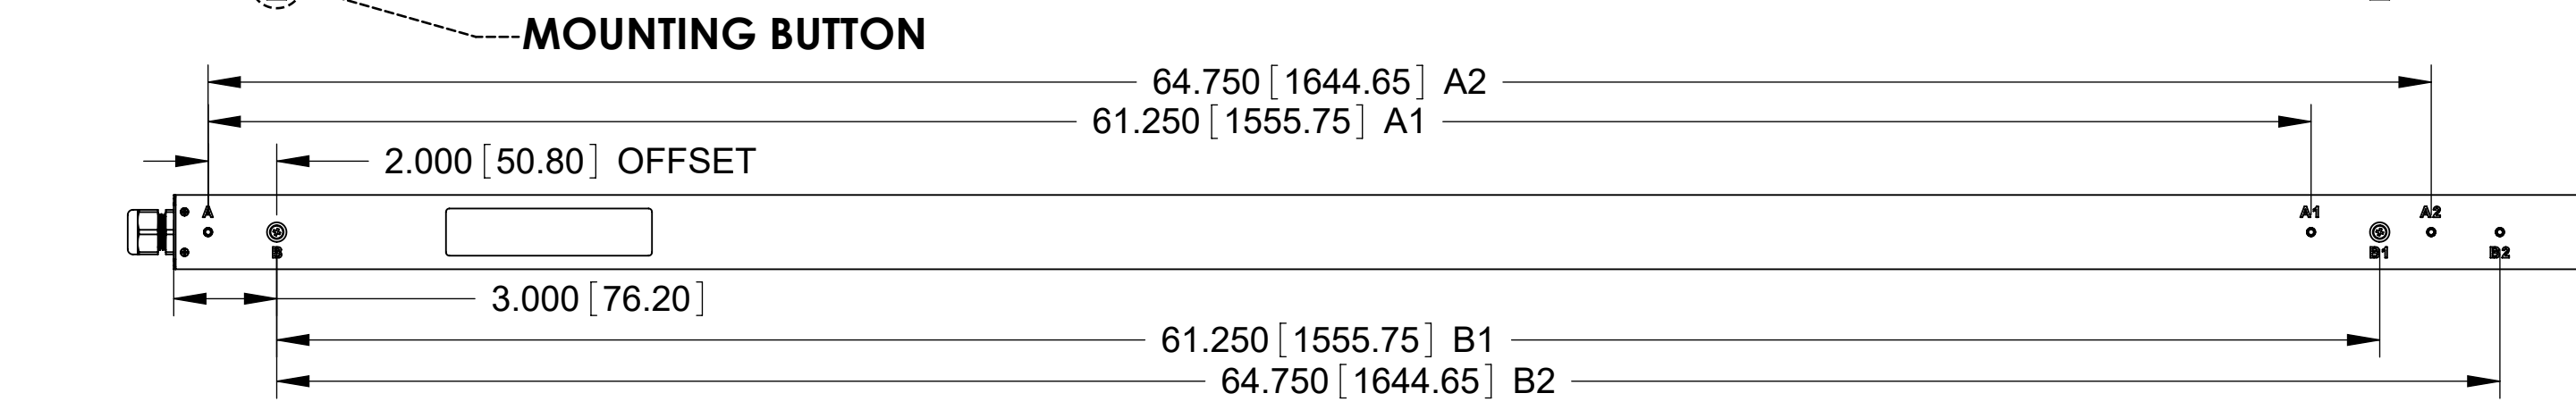 MOUNTING BUTTON
64.750 [1644.65] A2
61.250 [1555.75] A1
2.000 [50.80] OFFSET
A
A1
A2
B
B1
B2
3.000 [76.20]
61.250 [1555.75] B1
64.750 [1644.65] B2